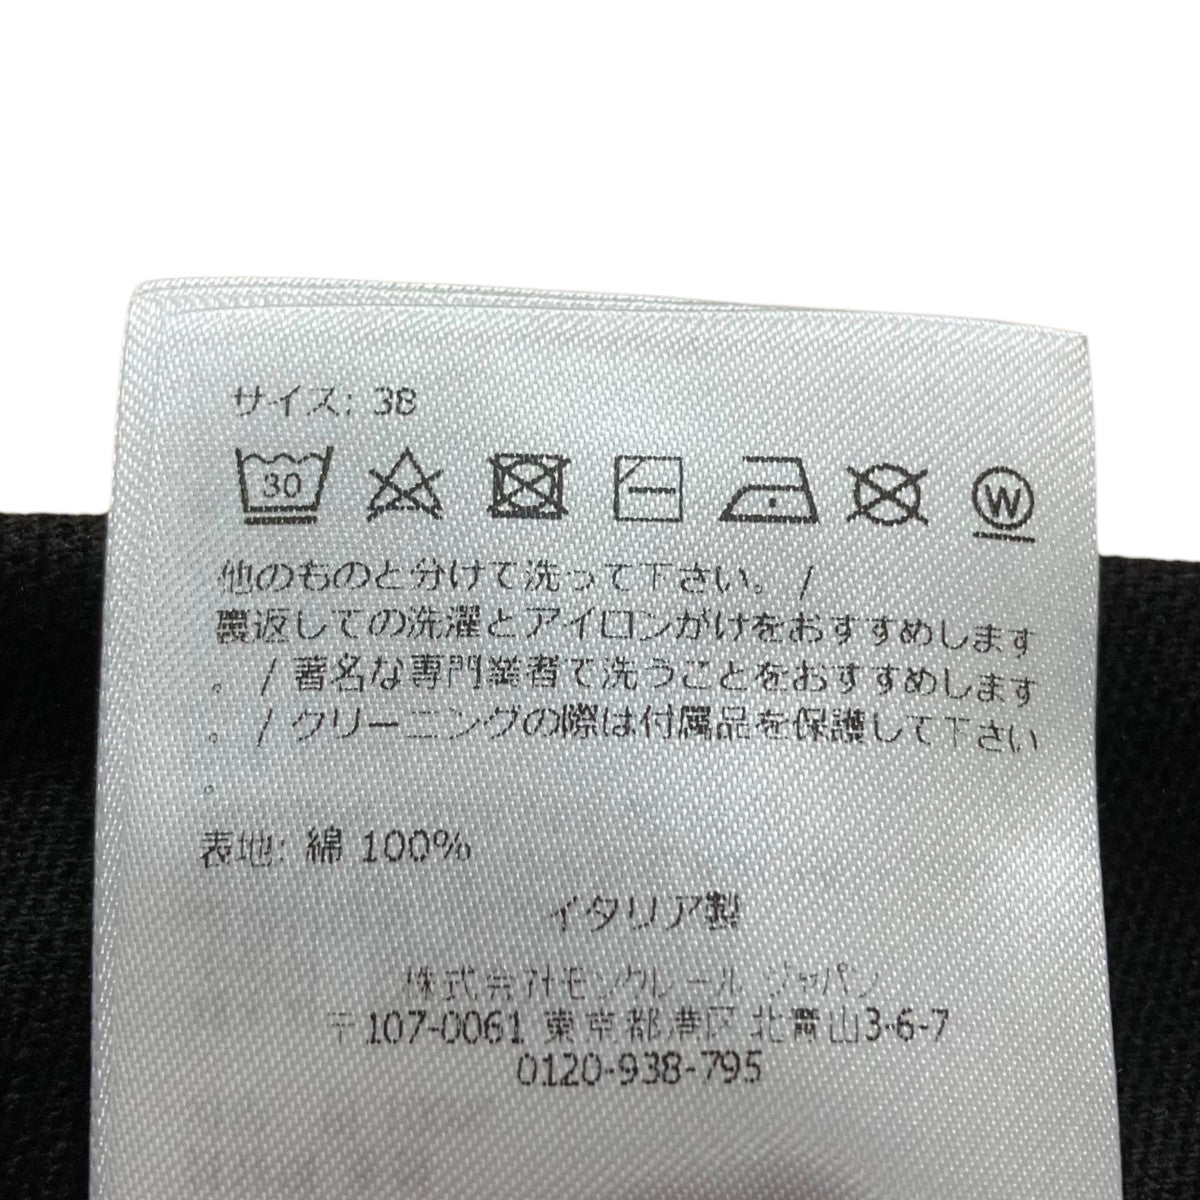 サイズ: 38
30
W
他のものと分けて洗って下さい。 /
裏返しての洗濯とアイロンがけをおすすめします
。 / 著名な専門業者で洗うことをおすすめします
。 / クリーニングの際は付属品を保護して下さい
。
表地: 綿 100%
イタリア製
株式会社モンクレール ジャパン
〒107-0061 東京都港区 北青山3-6-7
0120-938-795